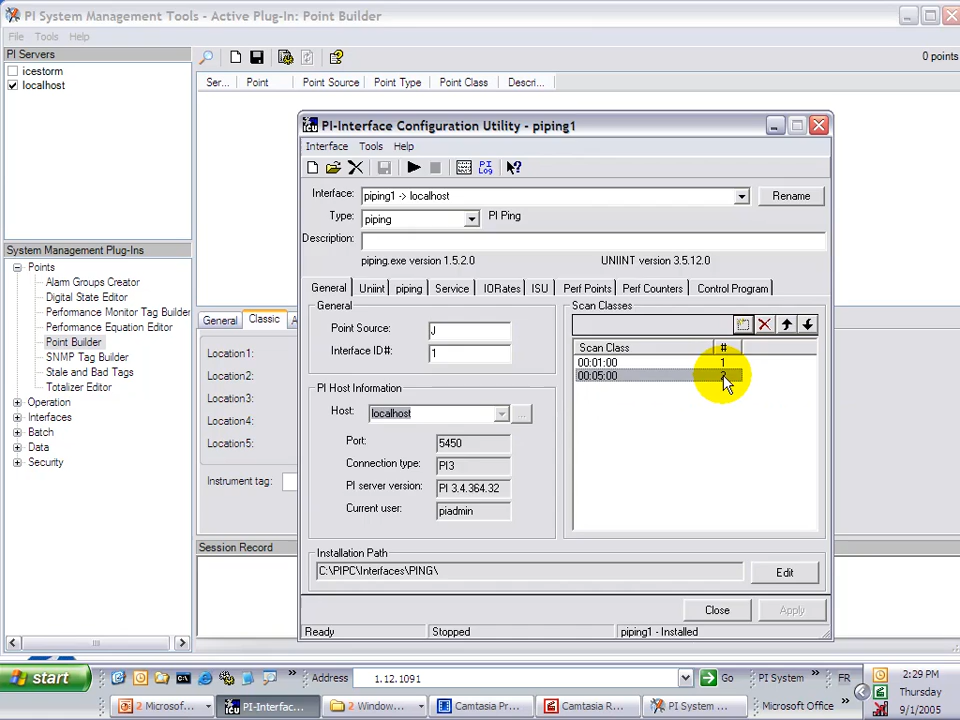 PI System Management Tools - Active Plug-In: Point Builder
File Tools Help
PI Servers
icestorm
localhost
0 points
Ser... Point Point Source Point Type Point Class Descri...
System Management Plug-Ins
Points
Alarm Groups Creator
Digital State Editor
Performance Monitor Tag Builder
Performance Equation Editor
Point Builder
SNMP Tag Builder
Stale and Bad Tags
Totalizer Editor
Operation
Interfaces
Batch
Data
Security
General Classic A
Location1:
Location2:
Location3:
Location4:
Location5:
Instrument tag:
Session Record
PI-Interface Configuration Utility - piping1
Interface Tools Help
Interface: piping1 -> localhost Rename
Type: piping PI Ping
Description:
piping.exe version 1.5.2.0 UNIINT version 3.5.12.0
General Uniint piping Service IORates ISU Perf Points Perf Counters Control Program
General
Point Source: J
Interface ID#: 1
PI Host Information
Host: localhost ...
Port: 5450
Connection type: PI3
PI server version: PI 3.4.364.32
Current user: piadmin
Scan Classes
Scan Class #
00:01:00 1
00:05:00 2
Installation Path
C:\PIPC\Interfaces\PING\ Edit
Close Apply
Ready Stopped piping1 - Installed
start Address 1.12.1091 Go PI System FR 2:29 PM
2 Microsof... PI-Interfac... 2 Window... Camtasia Pr... Camtasia R... PI System ... Microsoft Office Thursday
9/1/2005